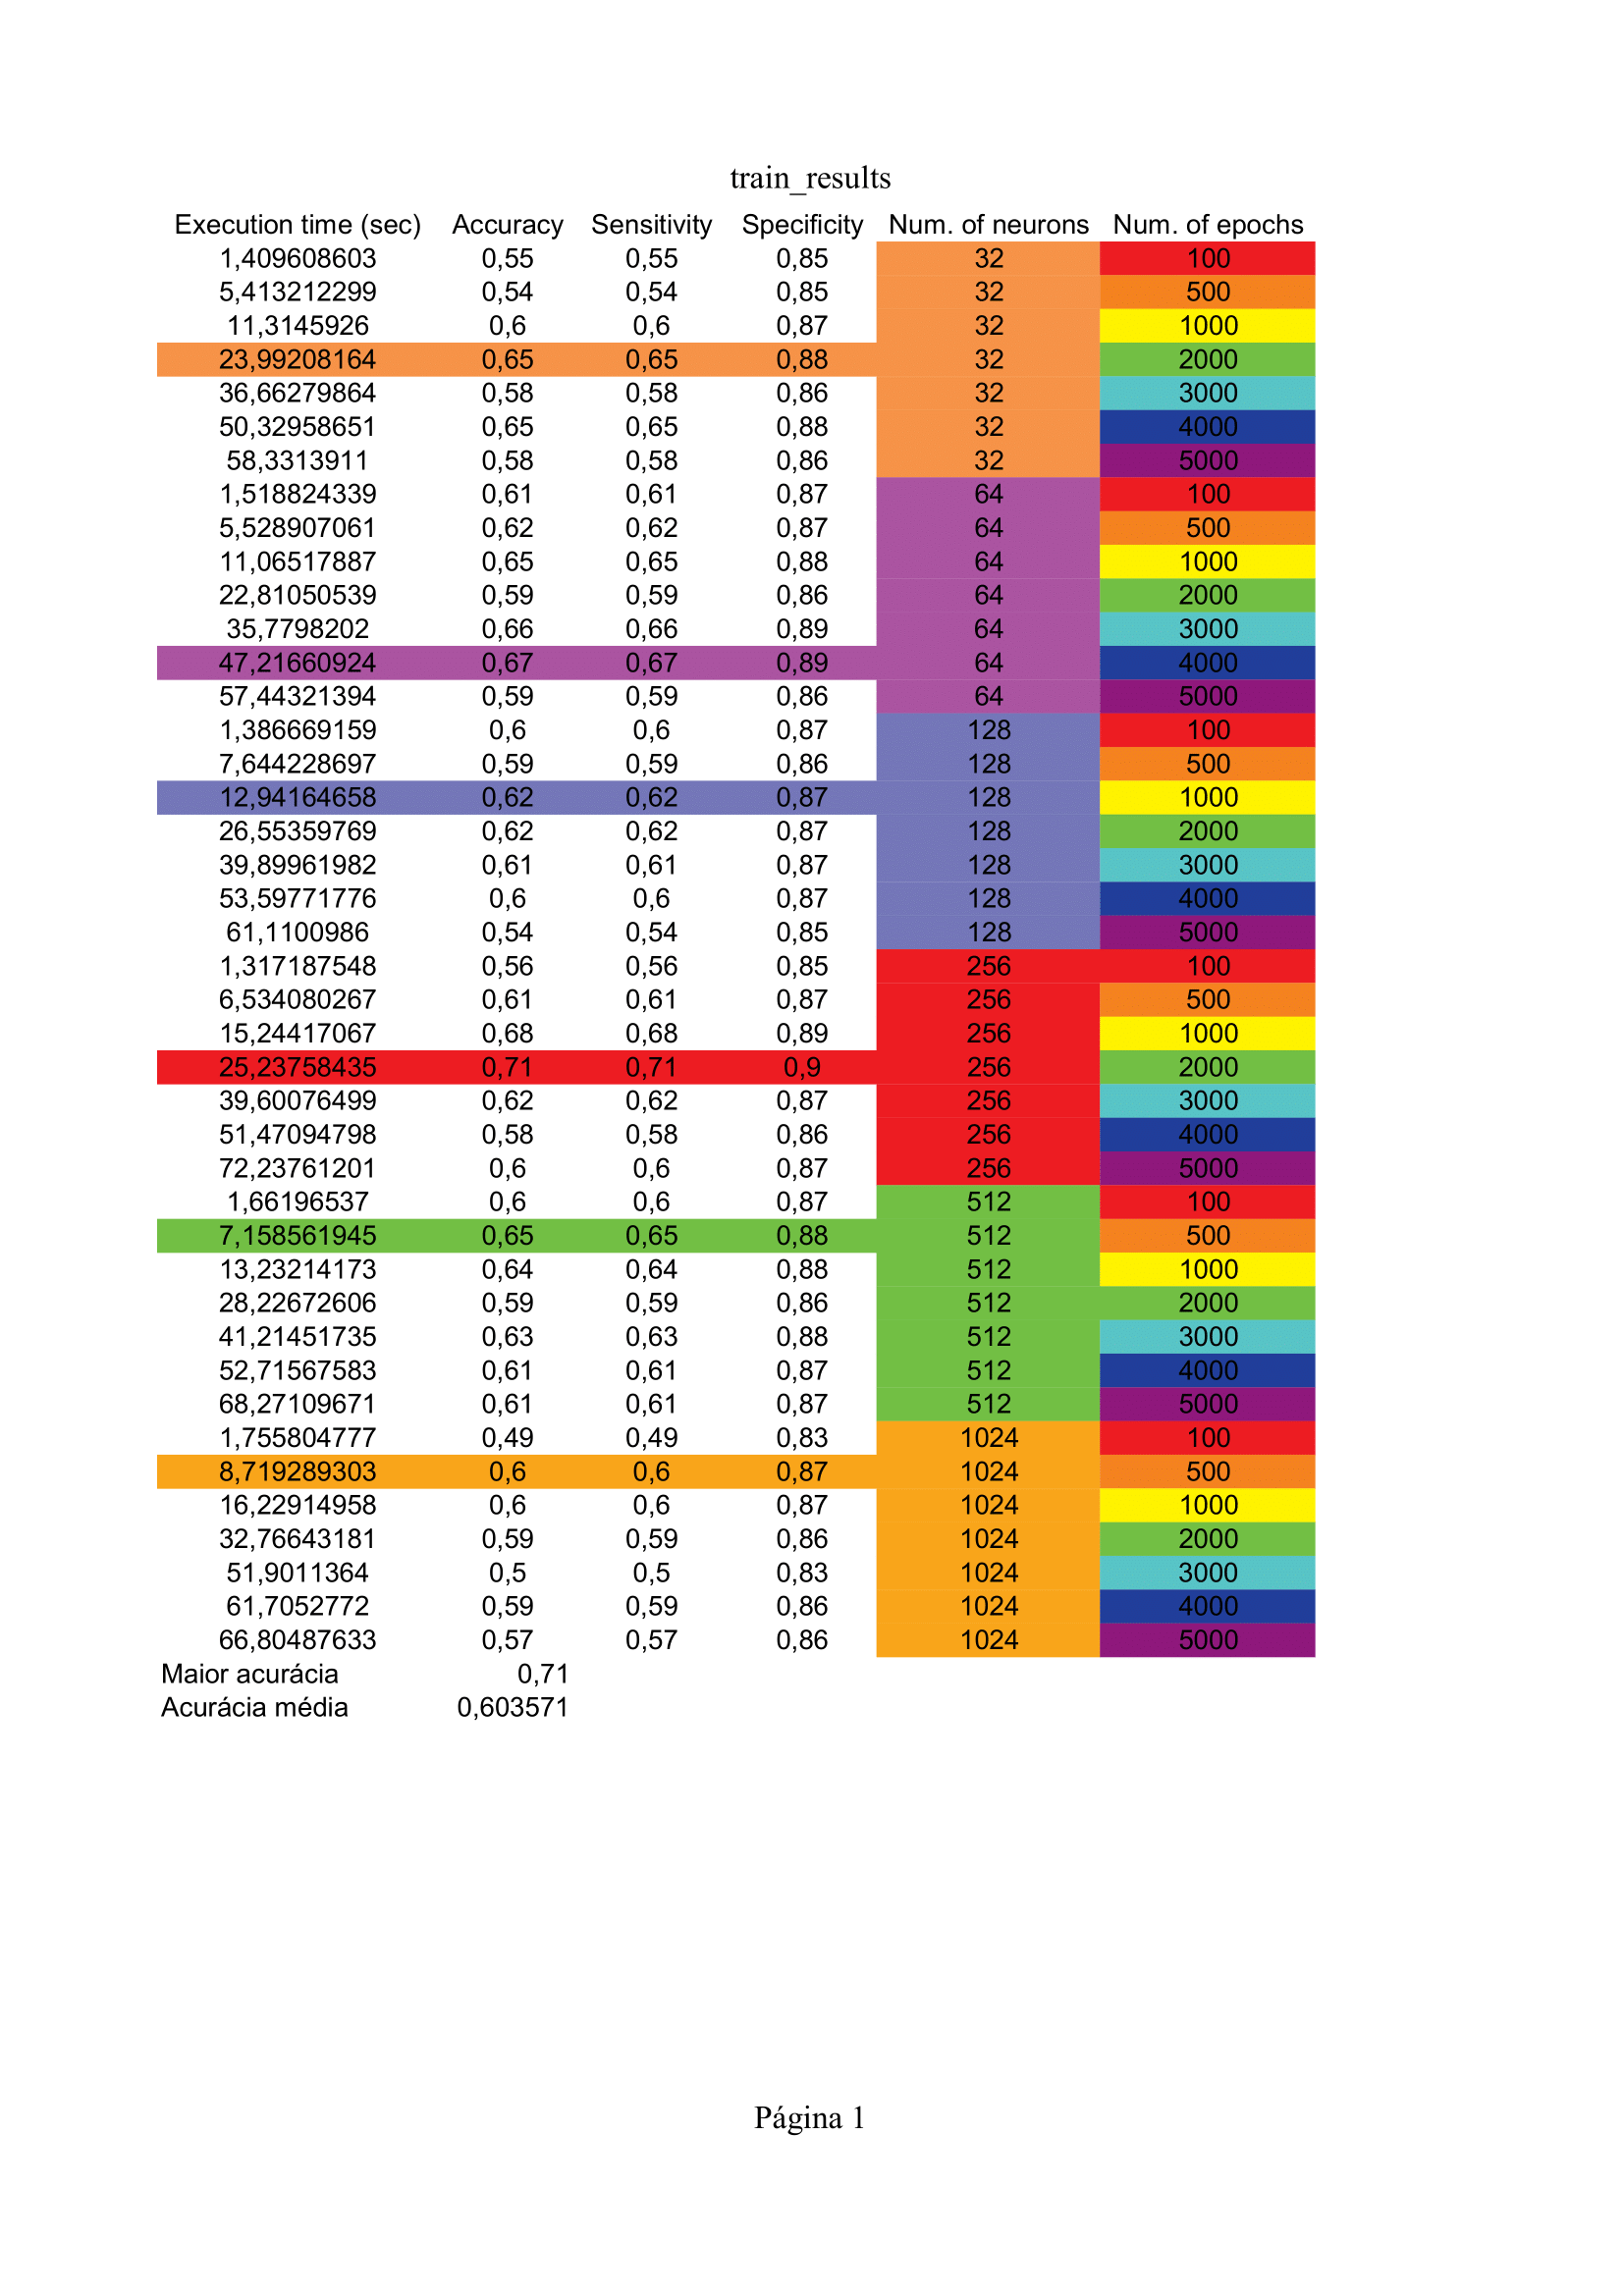 train_results
Execution time (sec) Accuracy Sensitivity Specificity Num. of neurons Num. of epochs
1,409608603 0,55 0,55 0,85 32 100
5,413212299 0,54 0,54 0,85 32 500
11,3145926 0,6 0,6 0,87 32 1000
23,99208164 0,65 0,65 0,88 32 2000
36,66279864 0,58 0,58 0,86 32 3000
50,32958651 0,65 0,65 0,88 32 4000
58,3313911 0,58 0,58 0,86 32 5000
1,518824339 0,61 0,61 0,87 64 100
5,528907061 0,62 0,62 0,87 64 500
11,06517887 0,65 0,65 0,88 64 1000
22,81050539 0,59 0,59 0,86 64 2000
35,7798202 0,66 0,66 0,89 64 3000
47,21660924 0,67 0,67 0,89 64 4000
57,44321394 0,59 0,59 0,86 64 5000
1,386669159 0,6 0,6 0,87 128 100
7,644228697 0,59 0,59 0,86 128 500
12,94164658 0,62 0,62 0,87 128 1000
26,55359769 0,62 0,62 0,87 128 2000
39,89961982 0,61 0,61 0,87 128 3000
53,59771776 0,6 0,6 0,87 128 4000
61,1100986 0,54 0,54 0,85 128 5000
1,317187548 0,56 0,56 0,85 256 100
6,534080267 0,61 0,61 0,87 256 500
15,24417067 0,68 0,68 0,89 256 1000
25,23758435 0,71 0,71 0,9 256 2000
39,60076499 0,62 0,62 0,87 256 3000
51,47094798 0,58 0,58 0,86 256 4000
72,23761201 0,6 0,6 0,87 256 5000
1,66196537 0,6 0,6 0,87 512 100
7,158561945 0,65 0,65 0,88 512 500
13,23214173 0,64 0,64 0,88 512 1000
28,22672606 0,59 0,59 0,86 512 2000
41,21451735 0,63 0,63 0,88 512 3000
52,71567583 0,61 0,61 0,87 512 4000
68,27109671 0,61 0,61 0,87 512 5000
1,755804777 0,49 0,49 0,83 1024 100
8,719289303 0,6 0,6 0,87 1024 500
16,22914958 0,6 0,6 0,87 1024 1000
32,76643181 0,59 0,59 0,86 1024 2000
51,9011364 0,5 0,5 0,83 1024 3000
61,7052772 0,59 0,59 0,86 1024 4000
66,80487633 0,57 0,57 0,86 1024 5000
Maior acurácia 0,71
Acurácia média 0,603571
Página 1